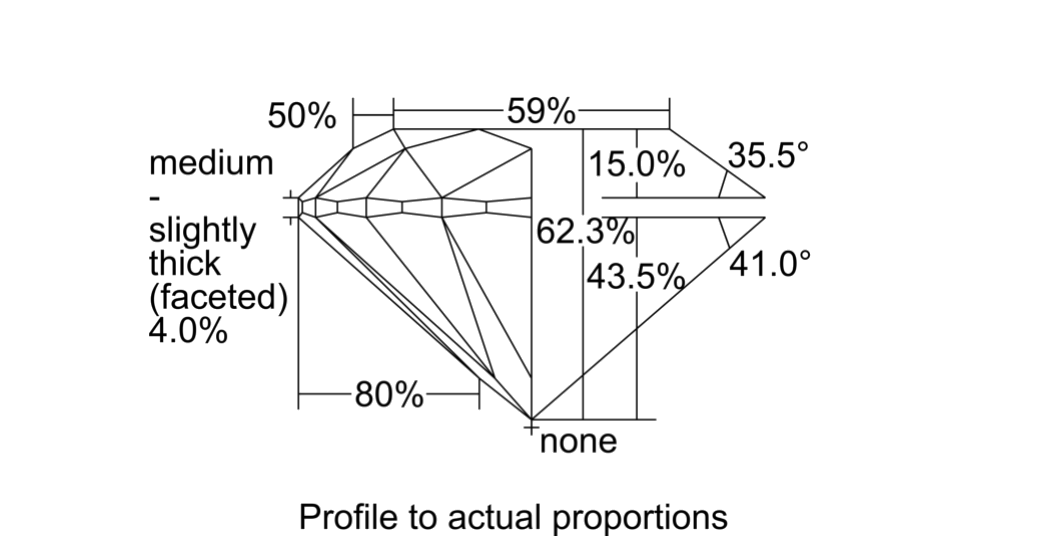 50%
59%
medium
-
slightly
thick
(faceted)
4.0%
15.0%
35.5°
62.3%
43.5%
41.0°
80%
none
Profile to actual proportions